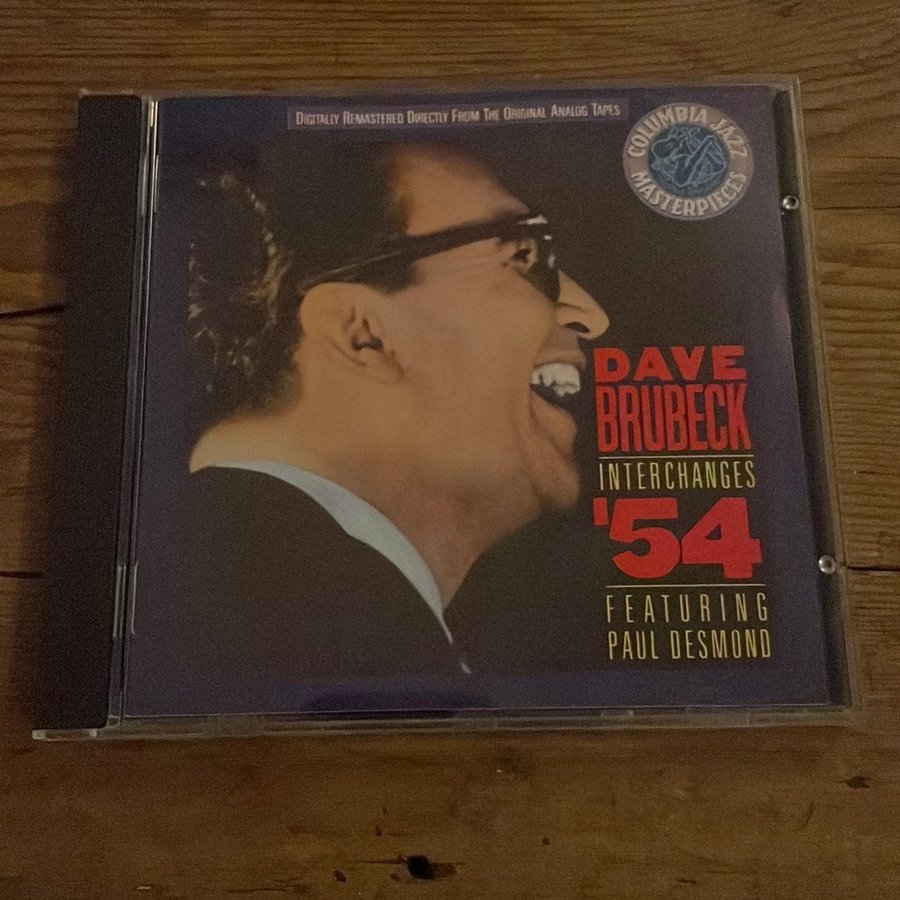 DIGITALLY REMASTERED DIRECTLY FROM THE ORIGINAL ANALOG TAPES
COLUMBIA JAZZ
MASTERPIECES
DAVE
BRUBECK
INTERCHANGES
'54
FEATURING
PAUL DESMOND